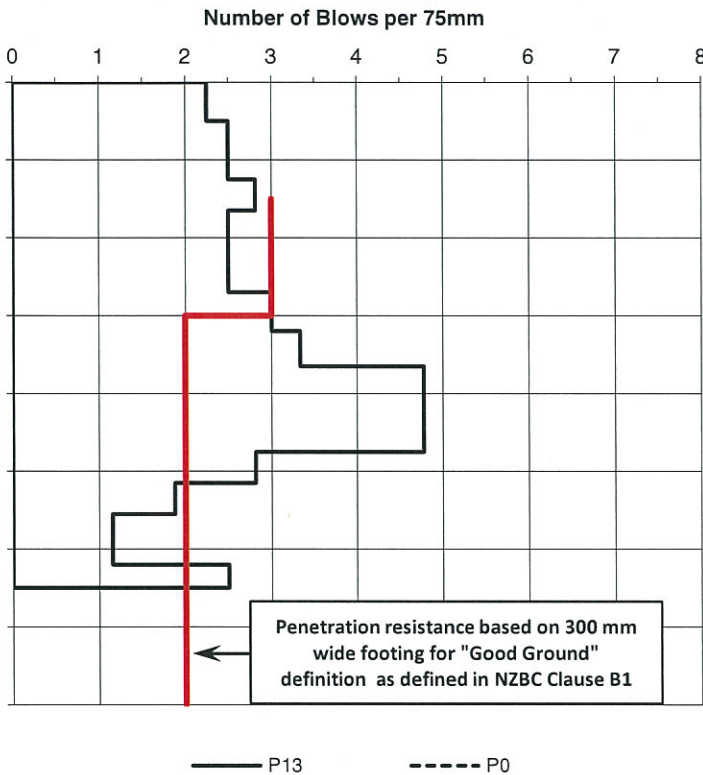 Number of Blows per 75mm
0 1 2 3 4 5 6 7 8
Penetration resistance based on 300 mm
wide footing for "Good Ground"
definition as defined in NZBC Clause B1
P13 P0